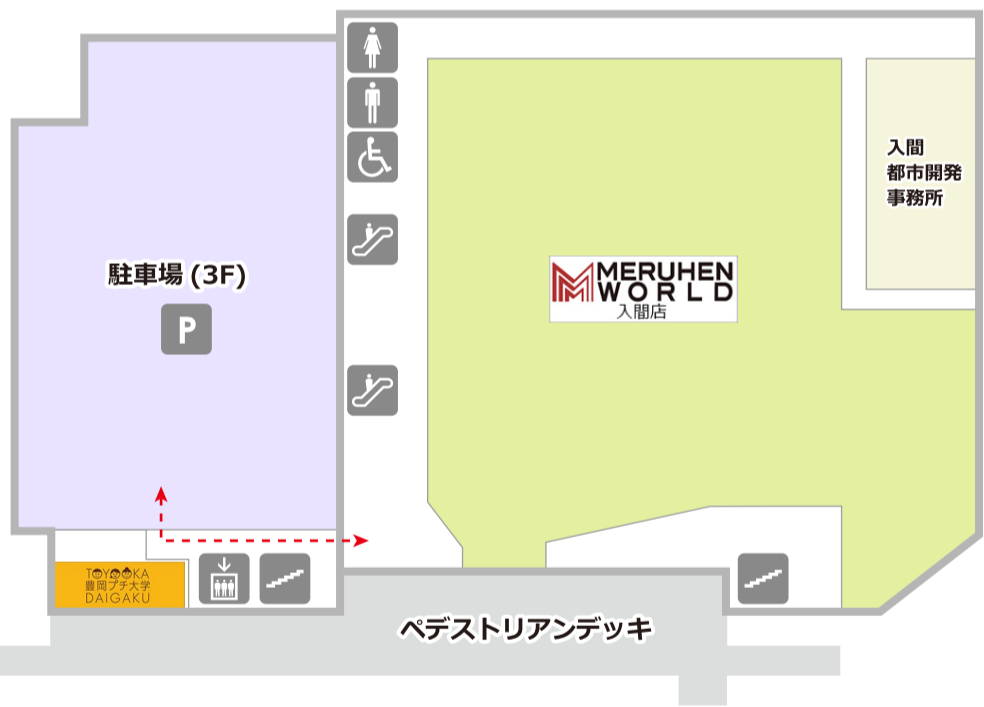 入間
都市開発
事務所
駐車場 (3F)
P
MERUHEN
WORLD
入間店
TOYOOKA
豊岡プチ大学
DAIGAKU
ペデストリアンデッキ